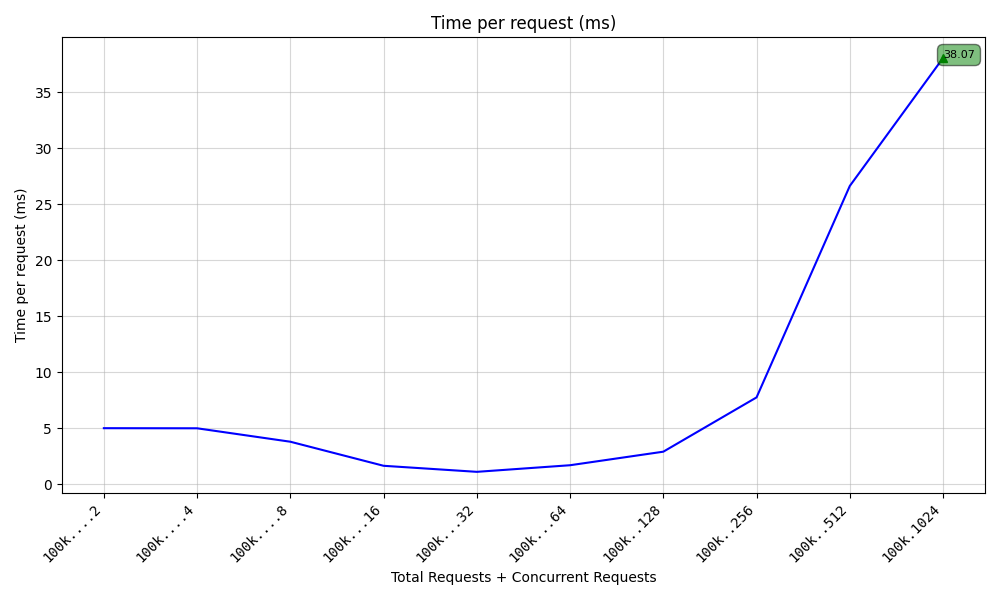 Time per request (ms)
38.07
Time per request (ms)
35
30
25
20
15
10
5
0
100k....2
100k....4
100k....8
100k...16
100k...32
100k...64
100k..128
100k..256
100k..512
100k.1024
Total Requests + Concurrent Requests